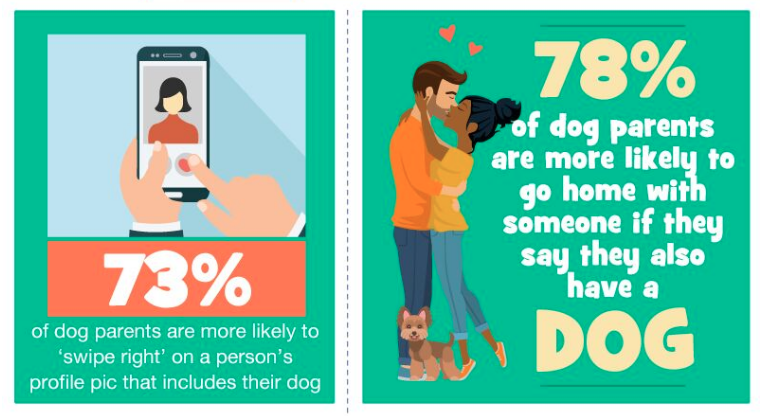 73%
of dog parents are more likely to
‘swipe right’ on a person’s
profile pic that includes their dog
78%
of dog parents
are more likely to
go home with
someone if they
say they also
have a
DOG